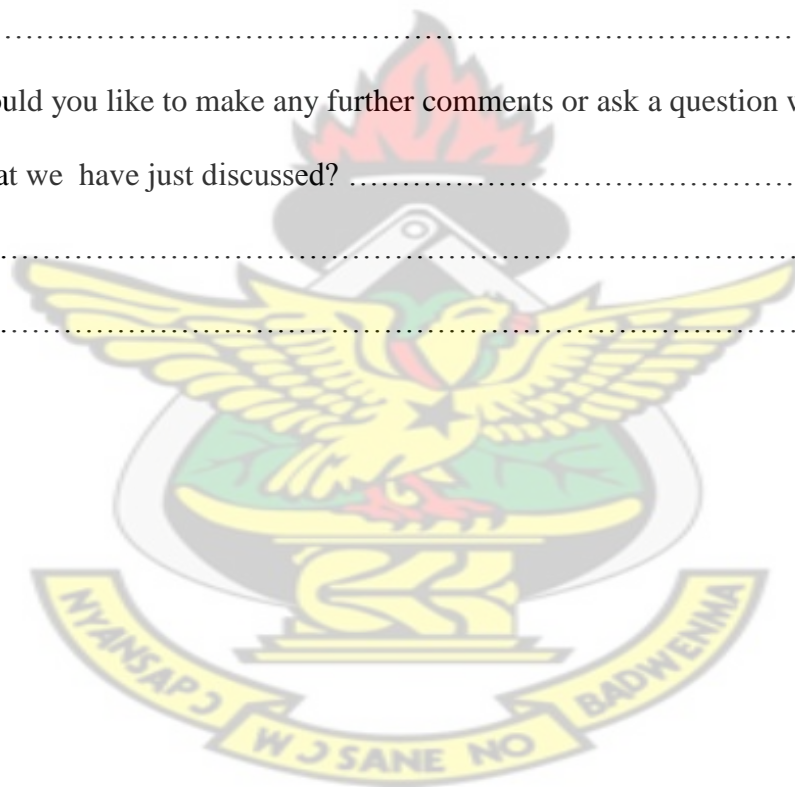 …….……………………………………………………………
ould you like to make any further comments or ask a question w
at we have just discussed? ……………………………………
……………………………………………………………………
……………………………………………………………………
NYANSAPƆ WƆSANE NO BADWENMA